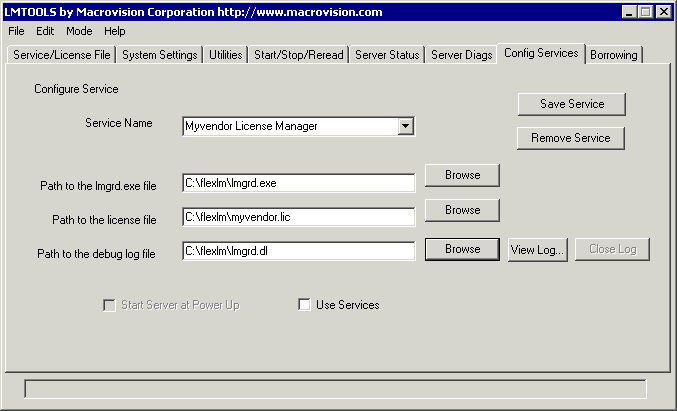 LMTOOLS by Macrovision Corporation http://www.macrovision.com
File Edit Mode Help
Service/License File System Settings Utilities Start/Stop/Reread Server Status Server Diags Config Services Borrowing
Configure Service
Save Service
Service Name Myvendor License Manager
Remove Service
Path to the lmgrd.exe file C:\flexlm\lmgrd.exe Browse
Path to the license file C:\flexlm\myvendor.lic Browse
Path to the debug log file C:\flexlm\lmgrd.dl Browse View Log... Close Log
Start Server at Power Up Use Services